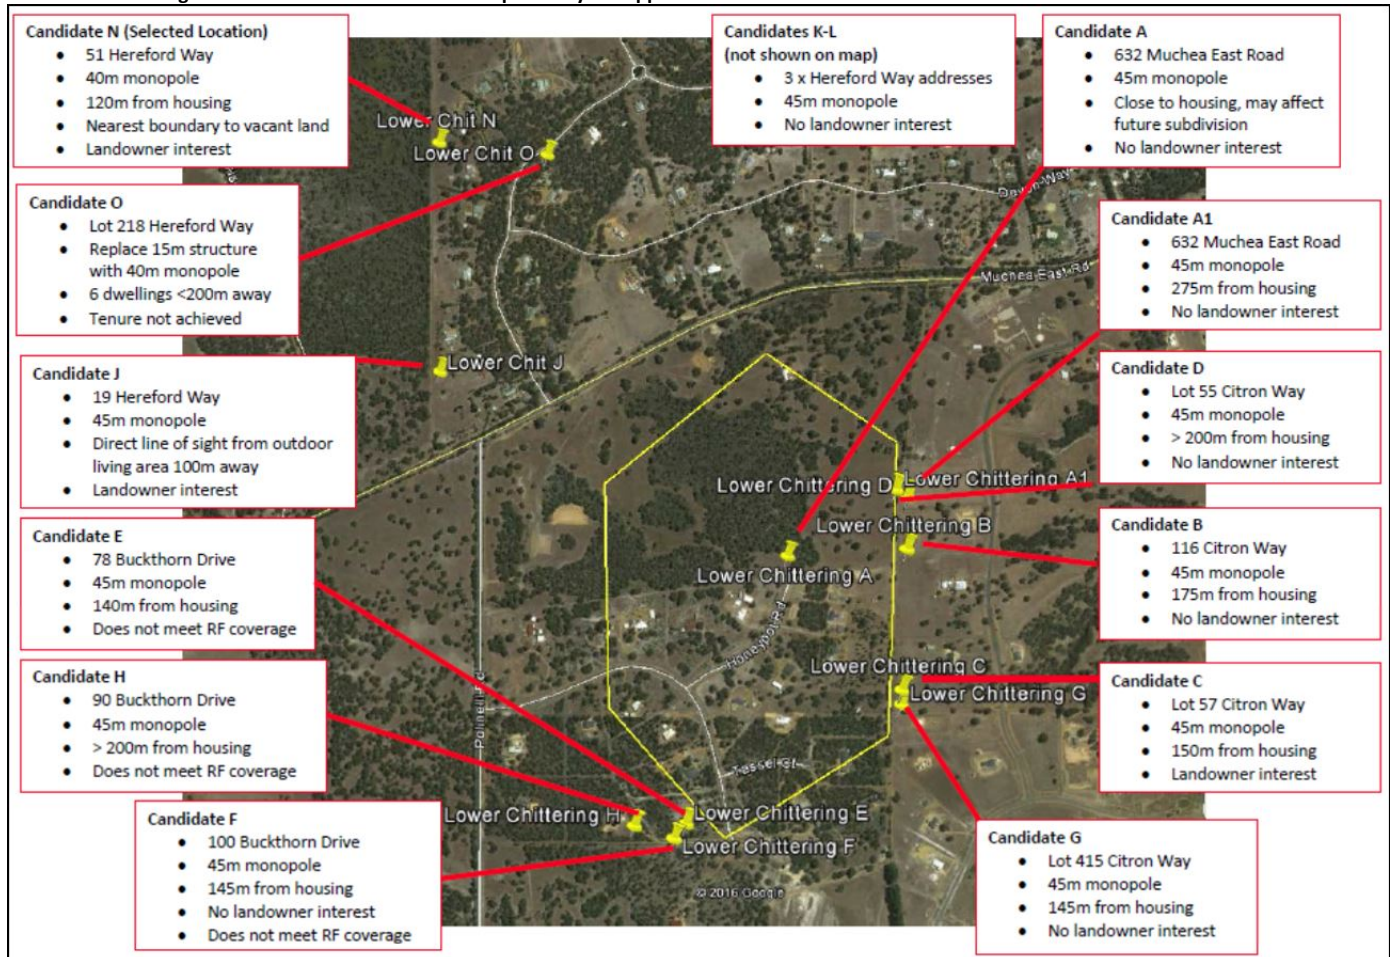 Candidate N (Selected Location)
• 51 Hereford Way
• 40m monopole
• 120m from housing
• Nearest boundary to vacant land
• Landowner interest
Candidates K-L
(not shown on map)
• 3 x Hereford Way addresses
• 45m monopole
• No landowner interest
Candidate A
• 632 Muchea East Road
• 45m monopole
• Close to housing, may affect
future subdivision
• No landowner interest
Candidate O
• Lot 218 Hereford Way
• Replace 15m structure
with 40m monopole
• 6 dwellings <200m away
• Tenure not achieved
Candidate A1
• 632 Muchea East Road
• 45m monopole
• 275m from housing
• No landowner interest
Candidate J
• 19 Hereford Way
• 45m monopole
• Direct line of sight from outdoor
living area 100m away
• Landowner interest
Candidate D
• Lot 55 Citron Way
• 45m monopole
• > 200m from housing
• No landowner interest
Candidate E
• 78 Buckthorn Drive
• 45m monopole
• 140m from housing
• Does not meet RF coverage
Candidate B
• 116 Citron Way
• 45m monopole
• 175m from housing
• No landowner interest
Candidate H
• 90 Buckthorn Drive
• 45m monopole
• > 200m from housing
• Does not meet RF coverage
Candidate C
• Lot 57 Citron Way
• 45m monopole
• 150m from housing
• Landowner interest
Candidate F
• 100 Buckthorn Drive
• 45m monopole
• 145m from housing
• No landowner interest
• Does not meet RF coverage
Candidate G
• Lot 415 Citron Way
• 45m monopole
• 145m from housing
• No landowner interest
Lower Chit N
Lower Chit O
Devon Way
Muchea East Rd
Lower Chit J
Lower Chittering D
Lower Chittering A1
Lower Chittering B
Lower Chittering A
Honeypot Rd
Lower Chittering C
Lower Chittering G
Tassel Ct
Lower Chittering H
Lower Chittering E
Lower Chittering F
© 2016 Google